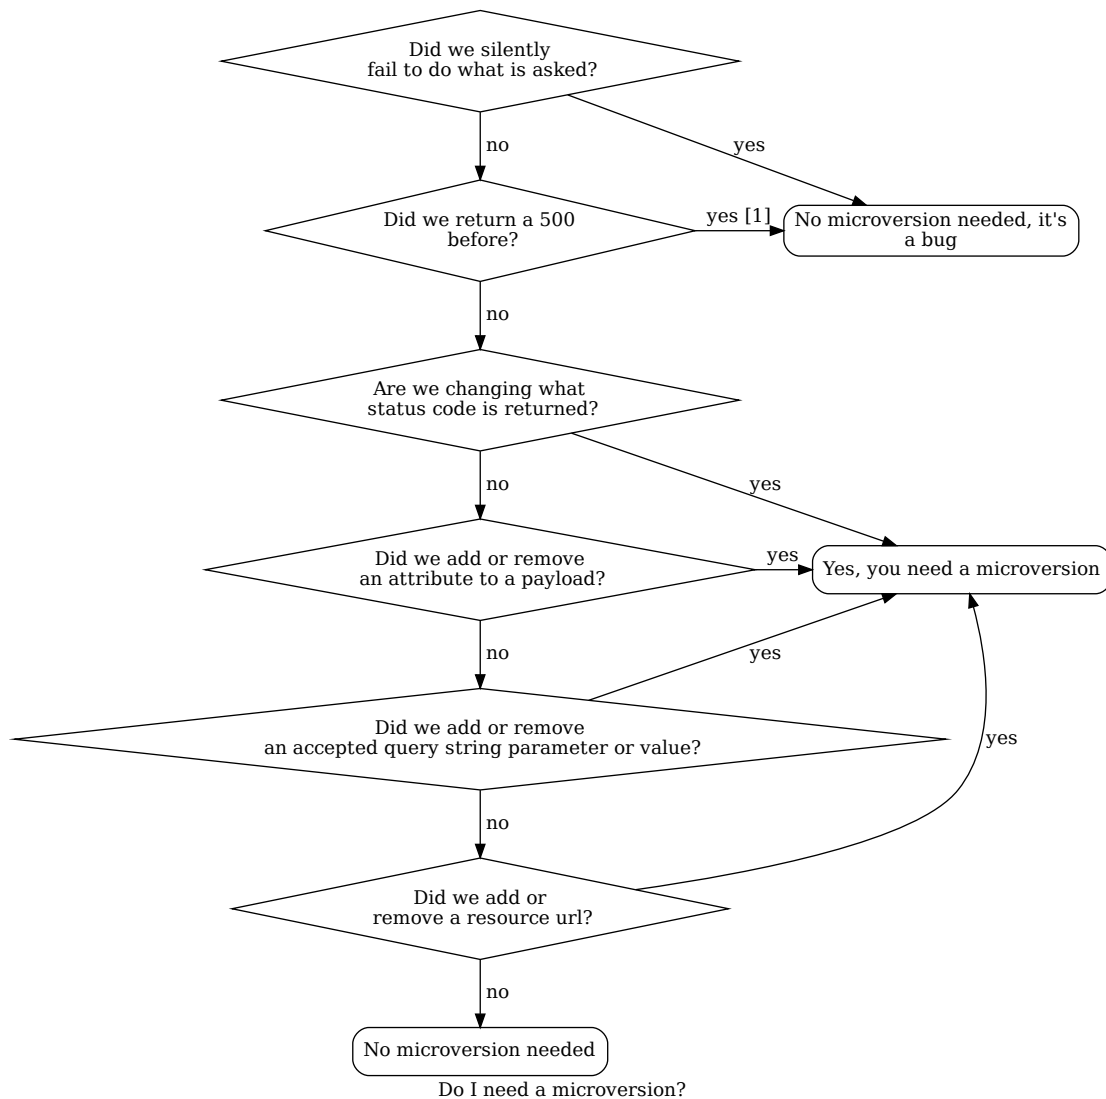 Did we silently
fail to do what is asked?
no
yes
Did we return a 500
before?
yes [1]
No microversion needed, it's
a bug
no
Are we changing what
status code is returned?
no
yes
Did we add or remove
an attribute to a payload?
yes
Yes, you need a microversion
no
yes
Did we add or remove
an accepted query string parameter or value?
yes
no
Did we add or
remove a resource url?
no
No microversion needed
Do I need a microversion?